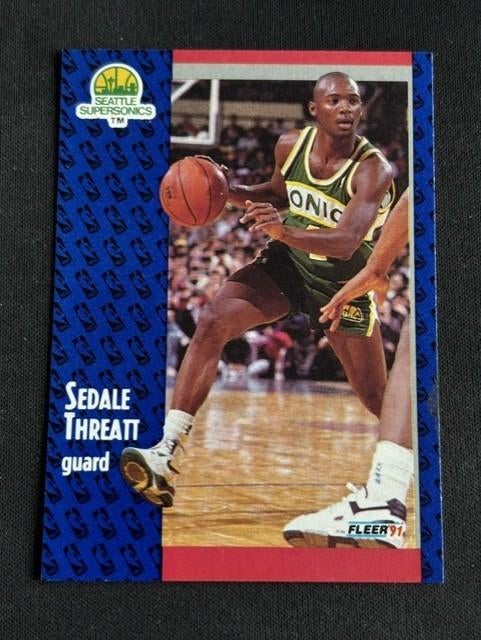 SEATTLE
SUPERSONICS
TM
ONIC
SEDALE
THREATT
guard
FLEER '91